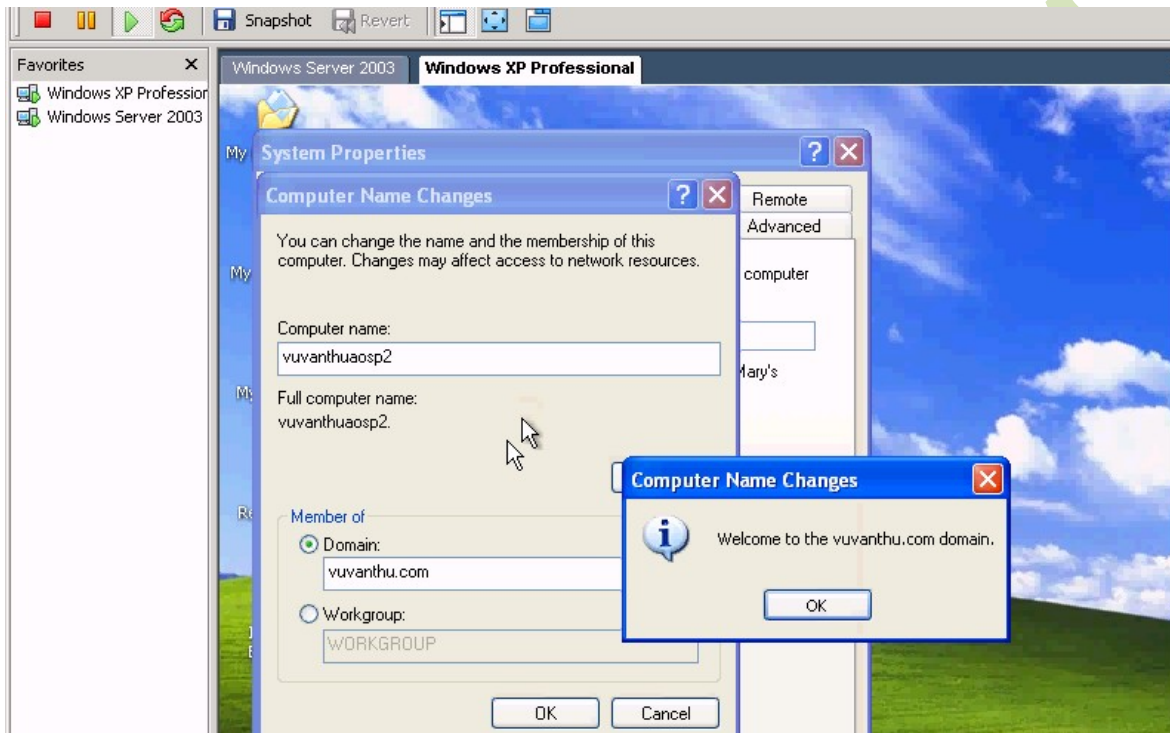 Snapshot Revert
Favorites
Windows XP Profession
Windows Server 2003
Windows Server 2003 Windows XP Professional
My
System Properties
Computer Name Changes
Remote
Advanced
You can change the name and the membership of this
computer. Changes may affect access to network resources.
My
computer
Computer name:
vuvanthuaosp2
Mary's
Full computer name:
vuvanthuaosp2.
Computer Name Changes
Welcome to the vuvanthu.com domain.
OK
Member of
Domain:
vuvanthu.com
Workgroup:
WORKGROUP
OK Cancel